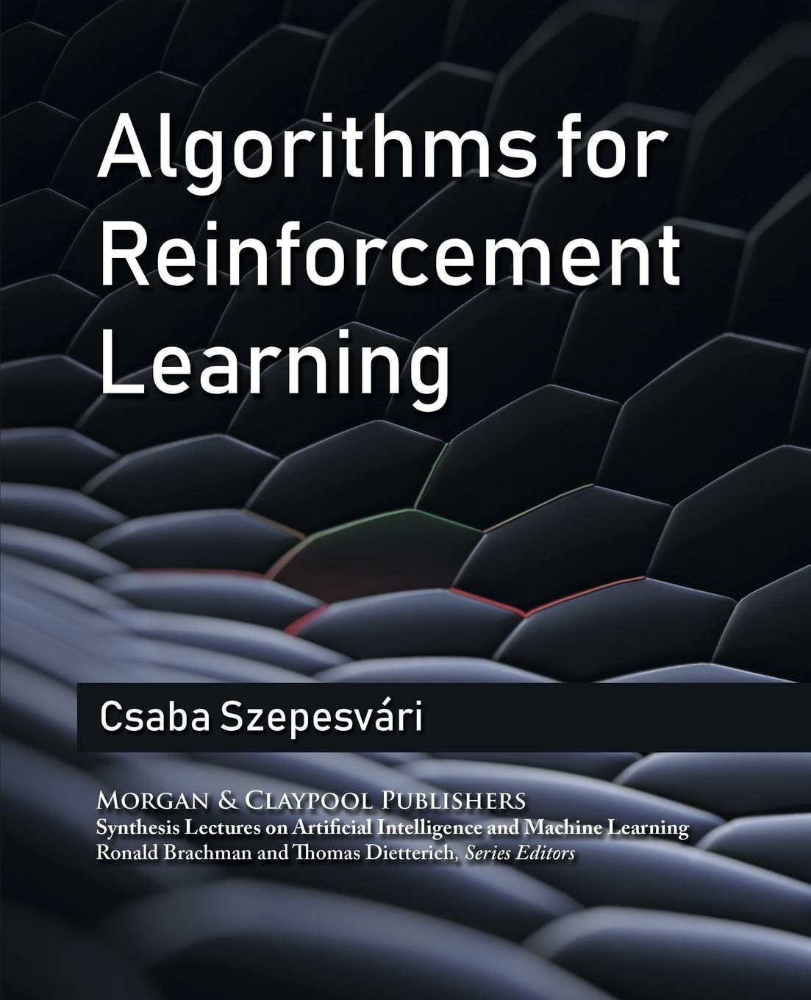 Algorithms for
Reinforcement
Learning
Csaba Szepesvári
MORGAN & CLAYPOOL PUBLISHERS
Synthesis Lectures on Artificial Intelligence and Machine Learning
Ronald Brachman and Thomas Dietterich, Series Editors